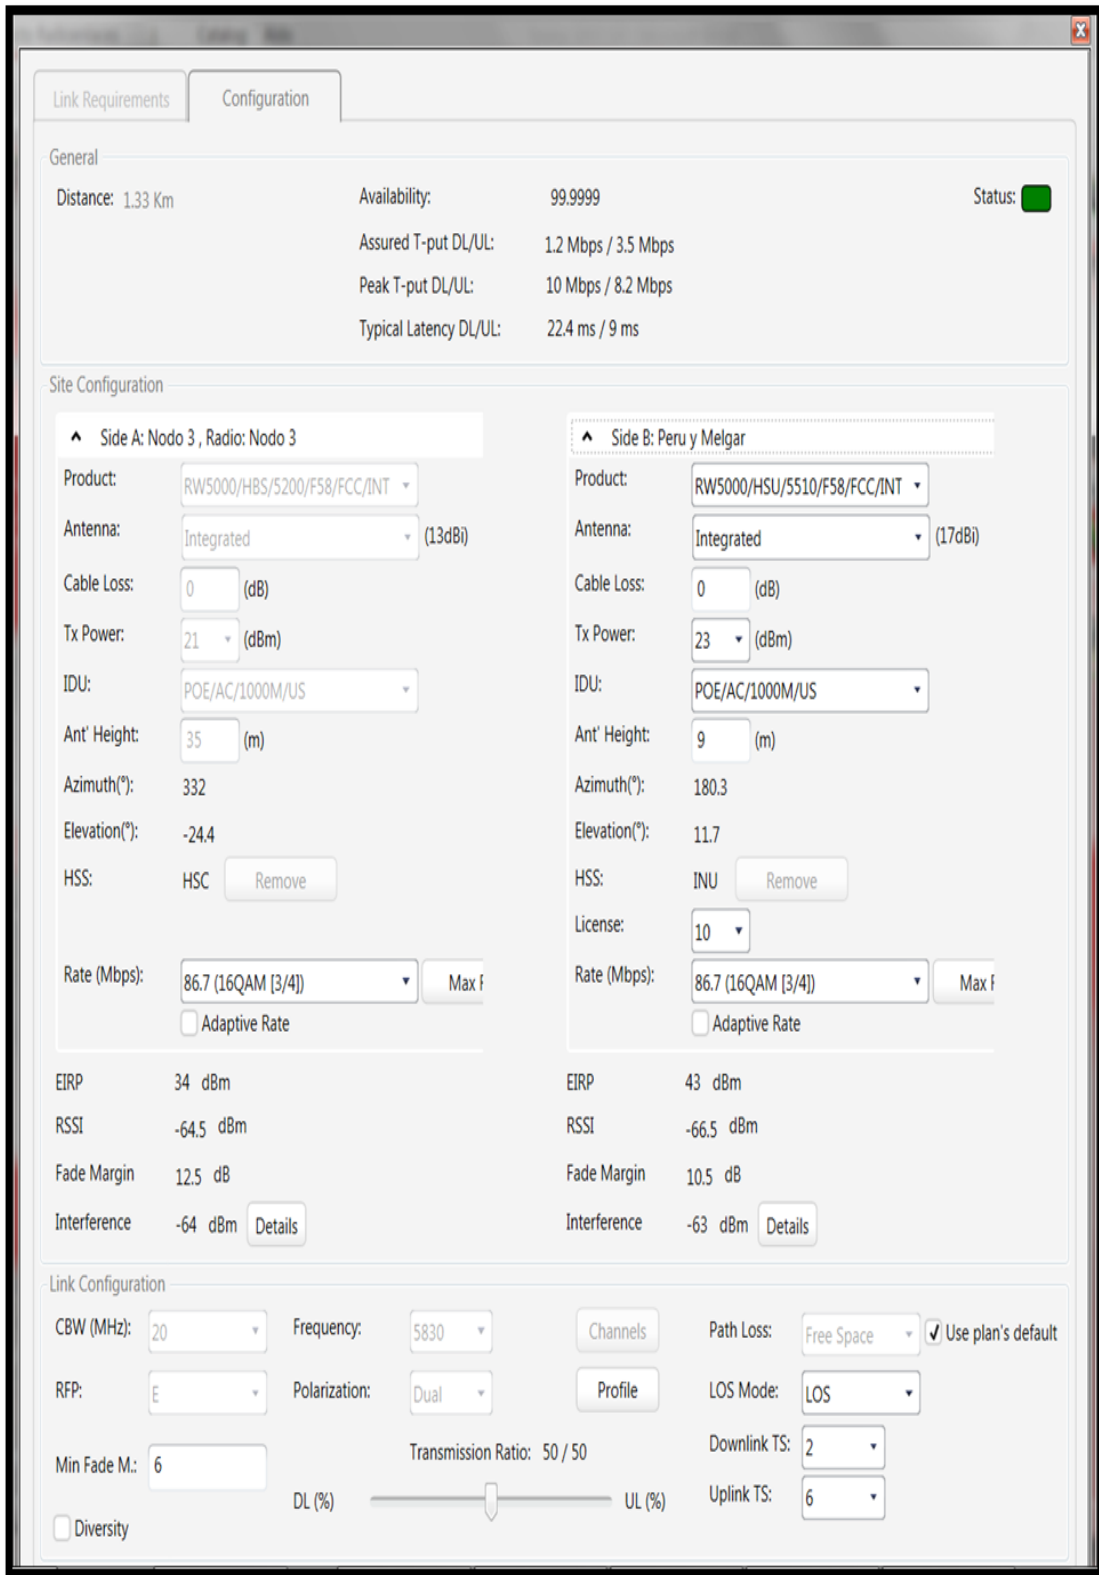 Link Requirements Configuration
General
Distance: 1.33 Km Availability: 99.9999 Status:
Assured T-put DL/UL: 1.2 Mbps / 3.5 Mbps
Peak T-put DL/UL: 10 Mbps / 8.2 Mbps
Typical Latency DL/UL: 22.4 ms / 9 ms
Site Configuration
Side A: Nodo 3 , Radio: Nodo 3
Product: RW5000/HBS/5200/F58/FCC/INT
Antenna: Integrated (13dBi)
Cable Loss: 0 (dB)
Tx Power: 21 (dBm)
IDU: POE/AC/1000M/US
Ant' Height: 35 (m)
Azimuth(°): 332
Elevation(°): -24.4
HSS: HSC Remove
Rate (Mbps): 86.7 (16QAM [3/4]) Max
Adaptive Rate
EIRP 34 dBm
RSSI -64.5 dBm
Fade Margin 12.5 dB
Interference -64 dBm Details
Side B: Peru y Melgar
Product: RW5000/HSU/5510/F58/FCC/INT
Antenna: Integrated (17dBi)
Cable Loss: 0 (dB)
Tx Power: 23 (dBm)
IDU: POE/AC/1000M/US
Ant' Height: 9 (m)
Azimuth(°): 180.3
Elevation(°): 11.7
HSS: INU Remove
License: 10
Rate (Mbps): 86.7 (16QAM [3/4]) Max
Adaptive Rate
EIRP 43 dBm
RSSI -66.5 dBm
Fade Margin 10.5 dB
Interference -63 dBm Details
Link Configuration
CBW (MHz): 20 Frequency: 5830 Channels Path Loss: Free Space Use plan's default
RFP: E Polarization: Dual Profile LOS Mode: LOS
Min Fade M.: 6 Transmission Ratio: 50 / 50 Downlink TS: 2
DL (%) UL (%) Uplink TS: 6
Diversity